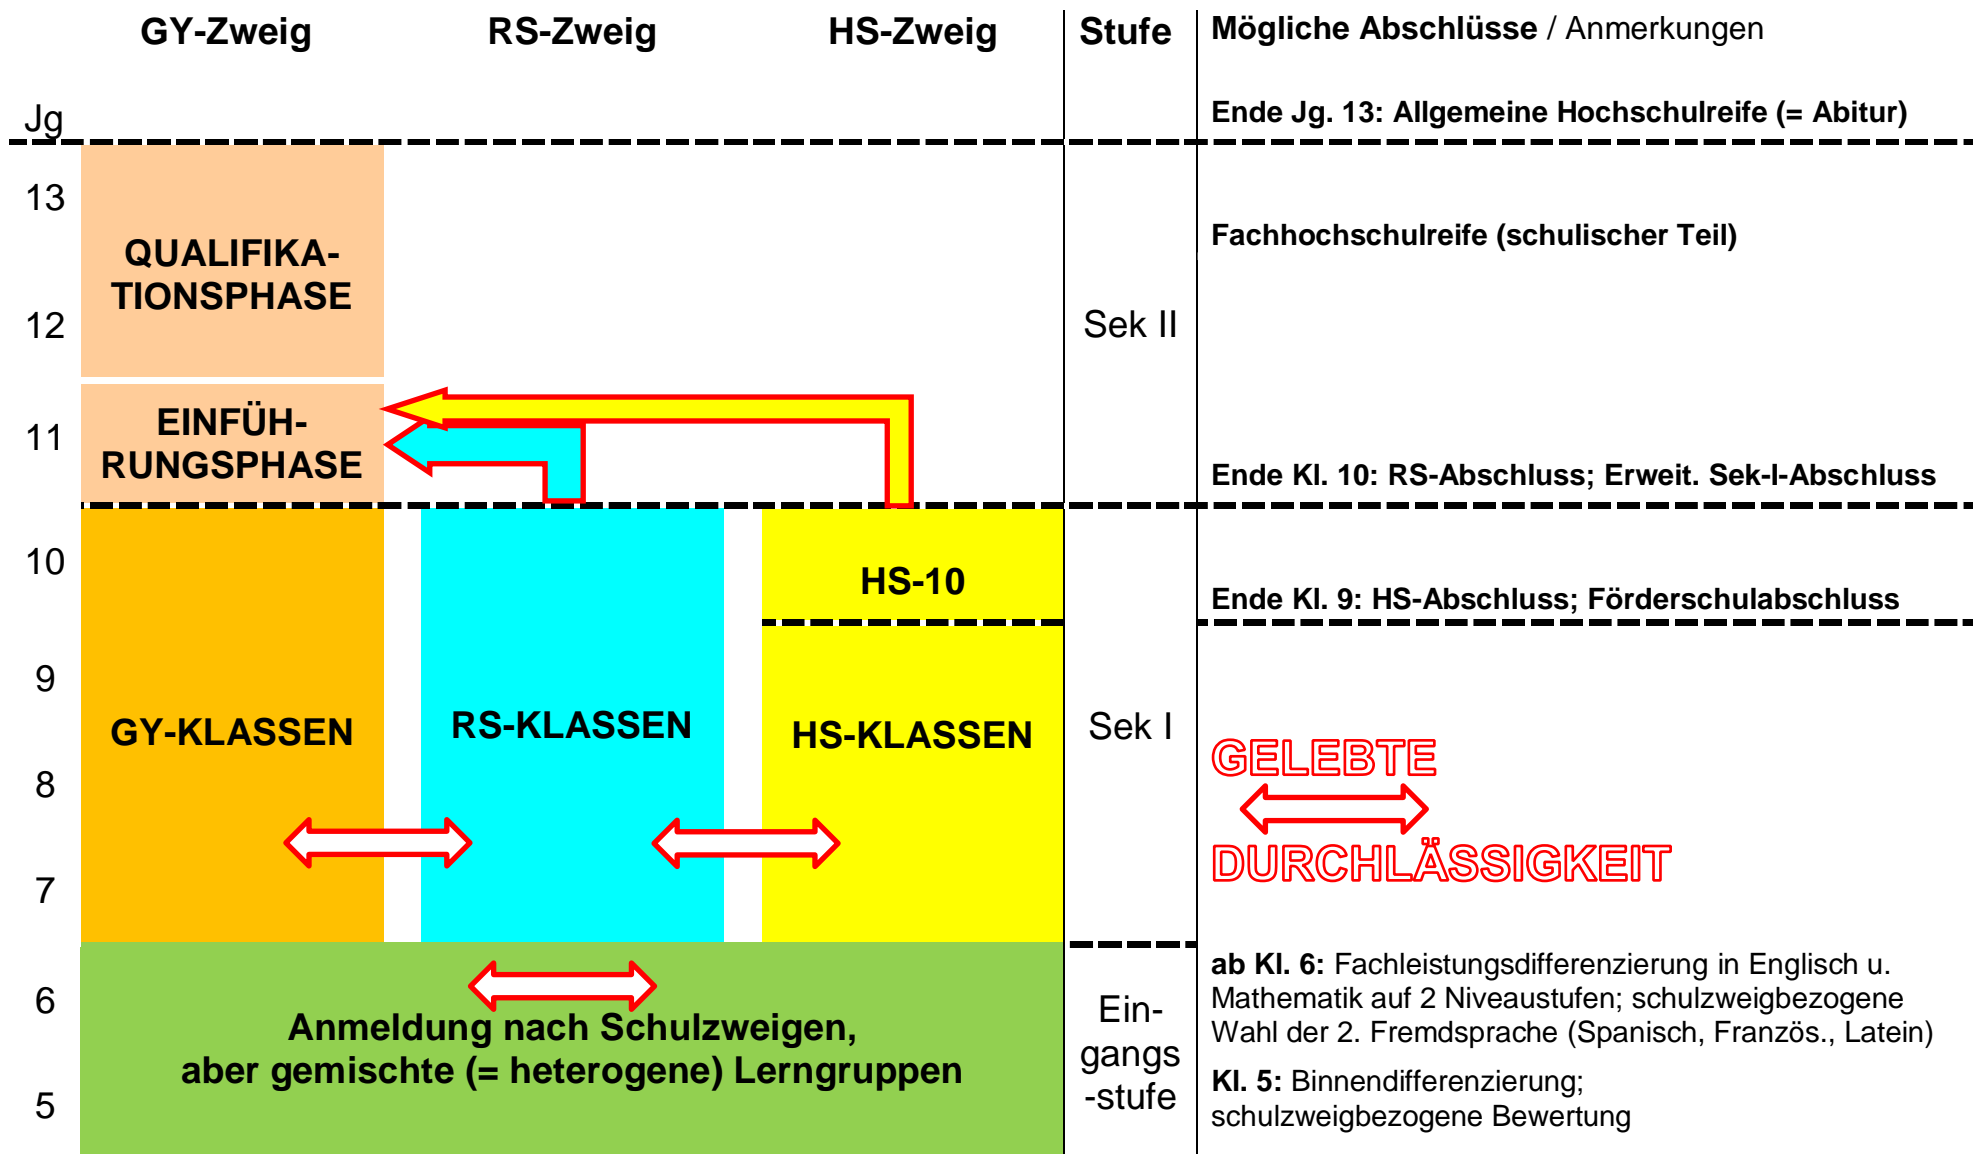 GY-Zweig RS-Zweig HS-Zweig Stufe Mögliche Abschlüsse / Anmerkungen
Jg
Ende Jg. 13: Allgemeine Hochschulreife (= Abitur)
13
QUALIFIKA-
TIONSPHASE
Fachhochschulreife (schulischer Teil)
12
Sek II
11
EINFÜH-
RUNGSPHASE
Ende Kl. 10: RS-Abschluss; Erweit. Sek-I-Abschluss
10
HS-10
Ende Kl. 9: HS-Abschluss; Förderschulabschluss
9
GY-KLASSEN
RS-KLASSEN
HS-KLASSEN
Sek I
8
7
GELEBTE
DURCHLÄSSIGKEIT
6
5
Anmeldung nach Schulzweigen,
aber gemischte (= heterogene) Lerngruppen
Ein-
gangs
-stufe
ab Kl. 6: Fachleistungsdifferenzierung in Englisch u.
Mathematik auf 2 Niveaustufen; schulzweigbezogene
Wahl der 2. Fremdsprache (Spanisch, Französ., Latein)
Kl. 5: Binnendifferenzierung;
schulzweigbezogene Bewertung